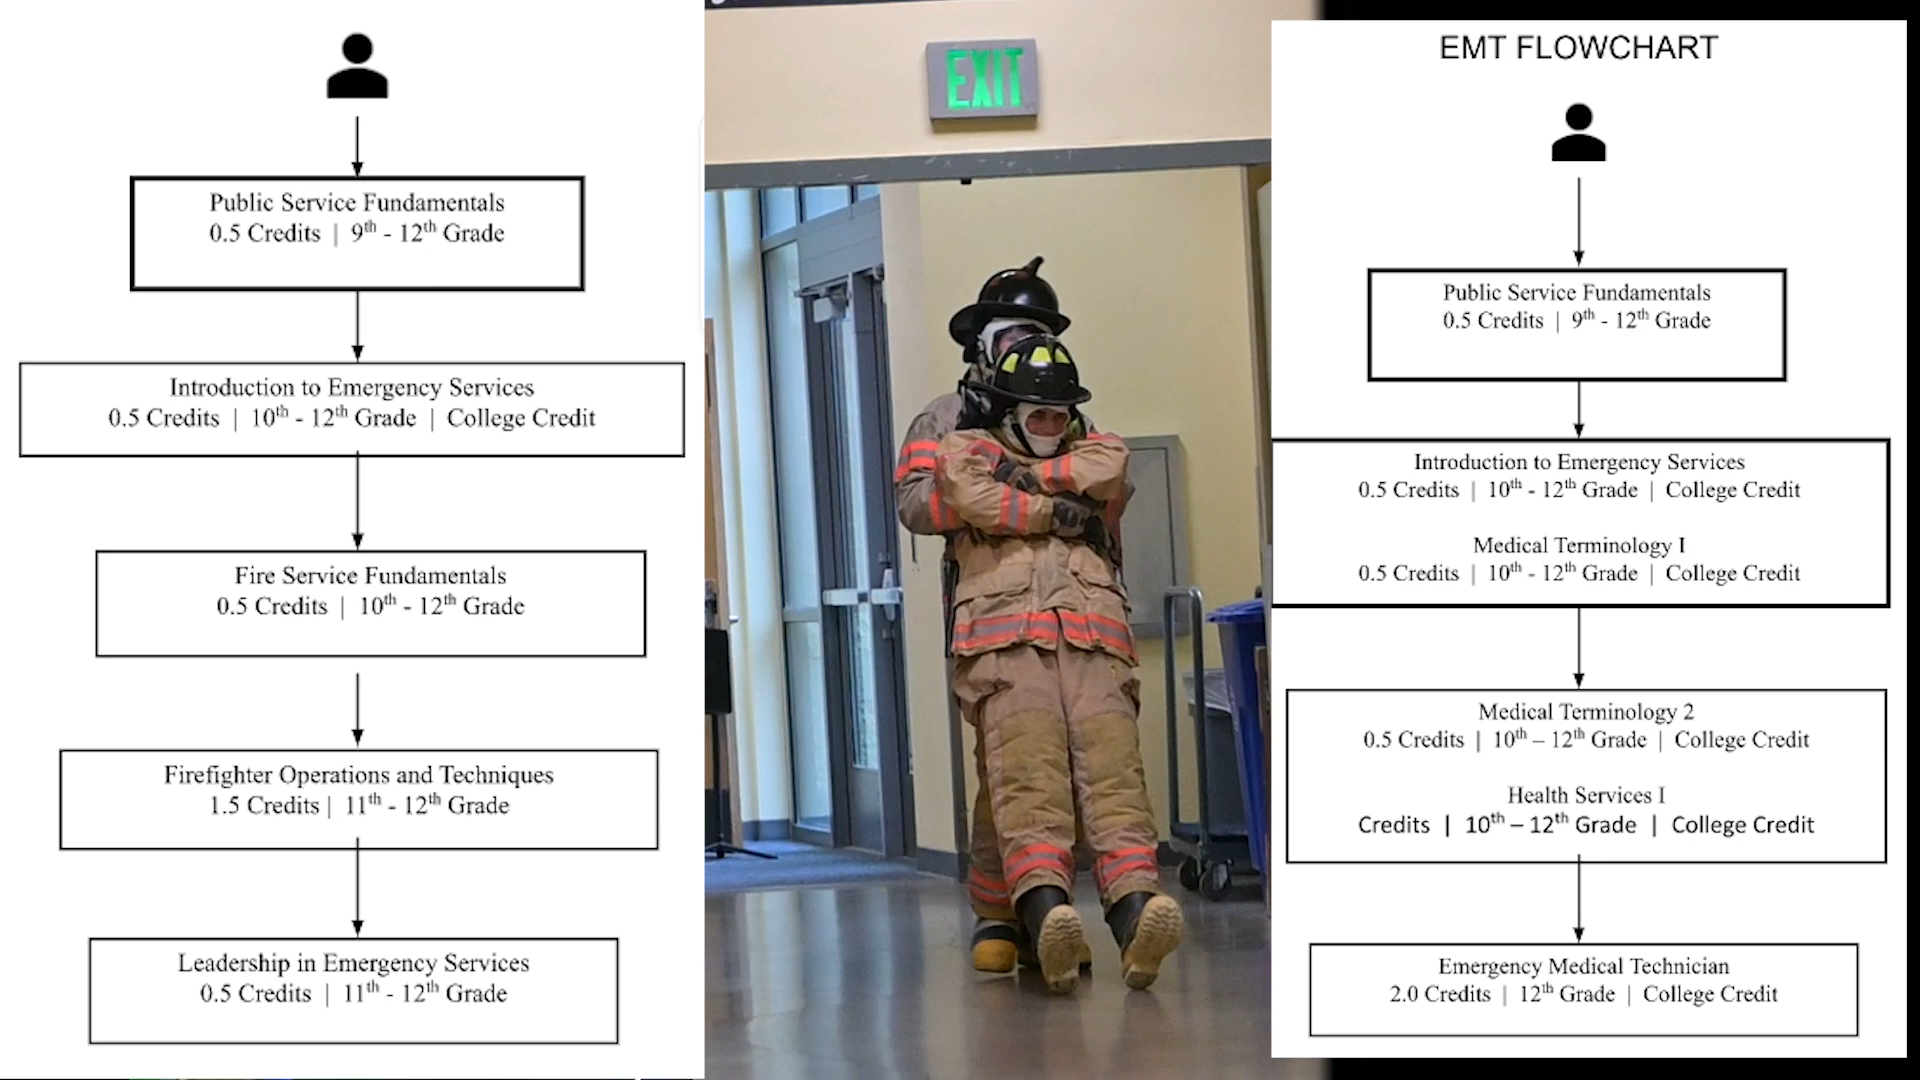 Public Service Fundamentals
0.5 Credits | 9th - 12th Grade
Introduction to Emergency Services
0.5 Credits | 10th - 12th Grade | College Credit
Fire Service Fundamentals
0.5 Credits | 10th - 12th Grade
Firefighter Operations and Techniques
1.5 Credits | 11th - 12th Grade
Leadership in Emergency Services
0.5 Credits | 11th - 12th Grade
EXIT
EMT FLOWCHART
Public Service Fundamentals
0.5 Credits | 9th - 12th Grade
Introduction to Emergency Services
0.5 Credits | 10th - 12th Grade | College Credit
Medical Terminology I
0.5 Credits | 10th - 12th Grade | College Credit
Medical Terminology 2
0.5 Credits | 10th – 12th Grade | College Credit
Health Services I
Credits | 10th – 12th Grade | College Credit
Emergency Medical Technician
2.0 Credits | 12th Grade | College Credit